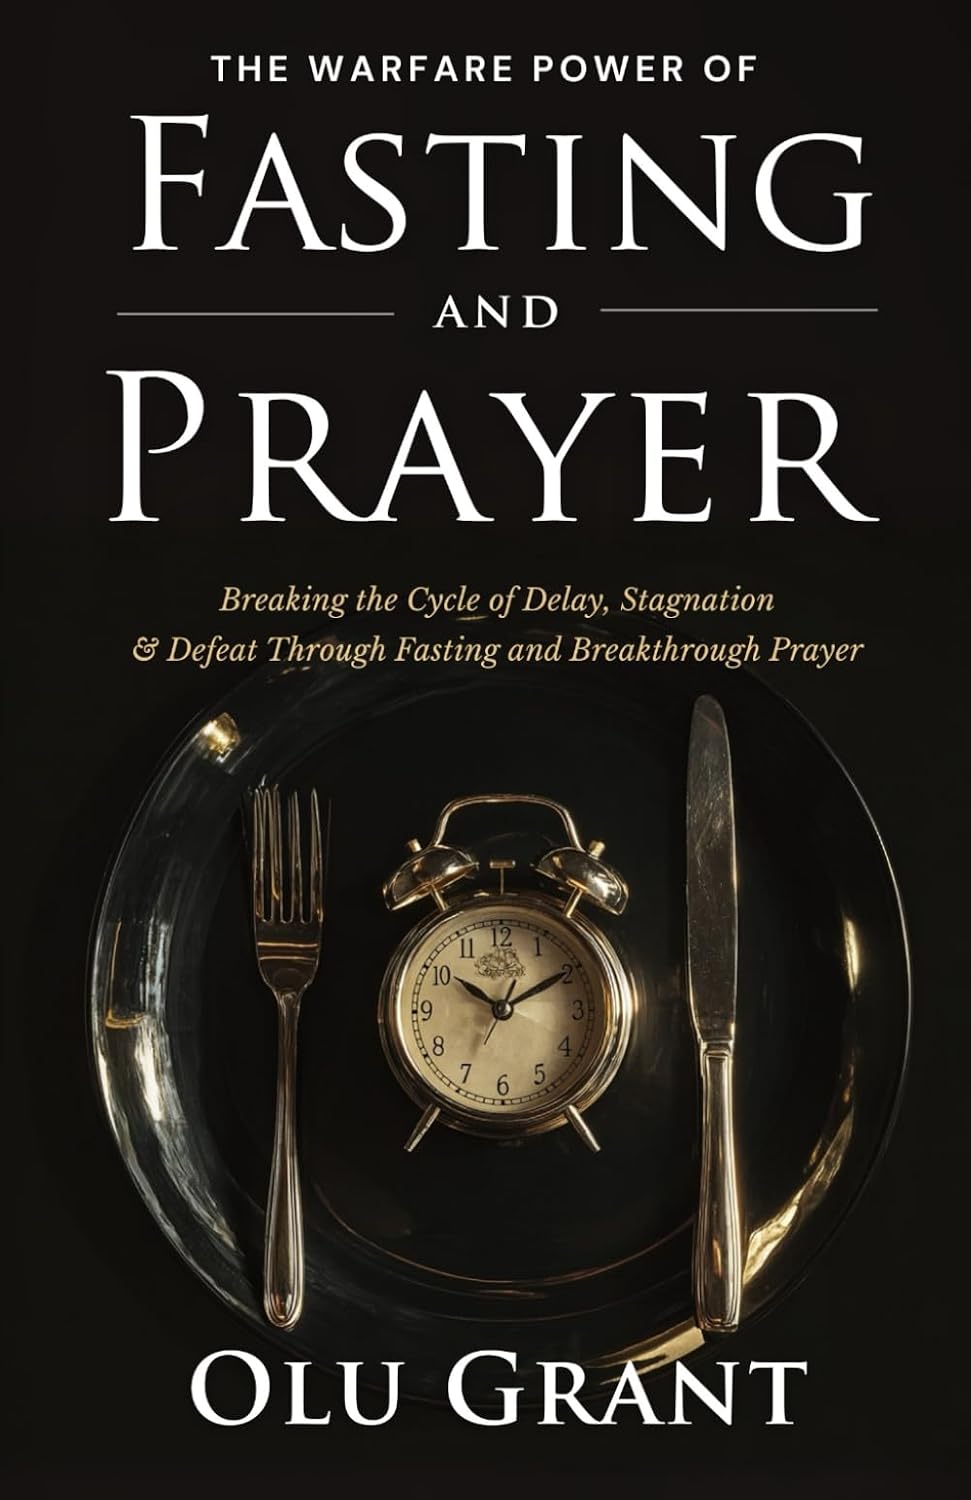 THE WARFARE POWER OF
FASTING
AND
PRAYER
Breaking the Cycle of Delay, Stagnation
& Defeat Through Fasting and Breakthrough Prayer
12
11 1
10 2
9 3
8 4
7 5
6
OLU GRANT